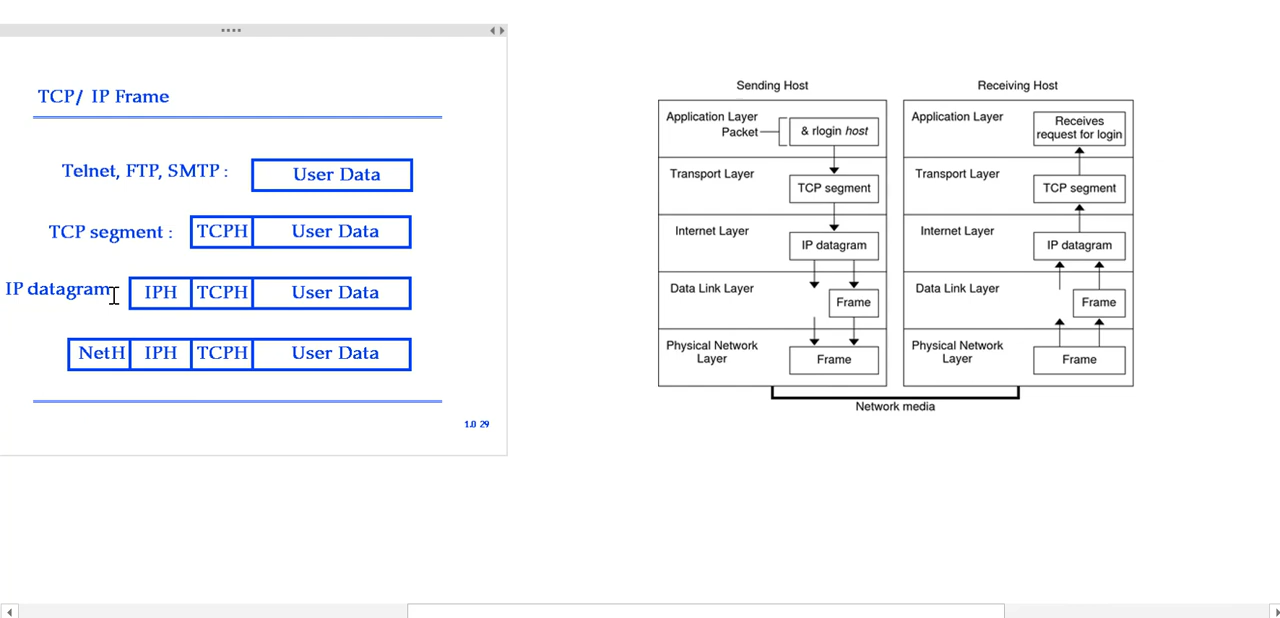 TCP/ IP Frame
Telnet, FTP, SMTP :
User Data
TCP segment :
TCPH
User Data
IP datagram
IPH
TCPH
User Data
NetH
IPH
TCPH
User Data
1.0 29
Sending Host
Application Layer
Packet
& rlogin host
Transport Layer
TCP segment
Internet Layer
IP datagram
Data Link Layer
Frame
Physical Network
Layer
Frame
Receiving Host
Application Layer
Receives
request for login
Transport Layer
TCP segment
Internet Layer
IP datagram
Data Link Layer
Frame
Physical Network
Layer
Frame
Network media